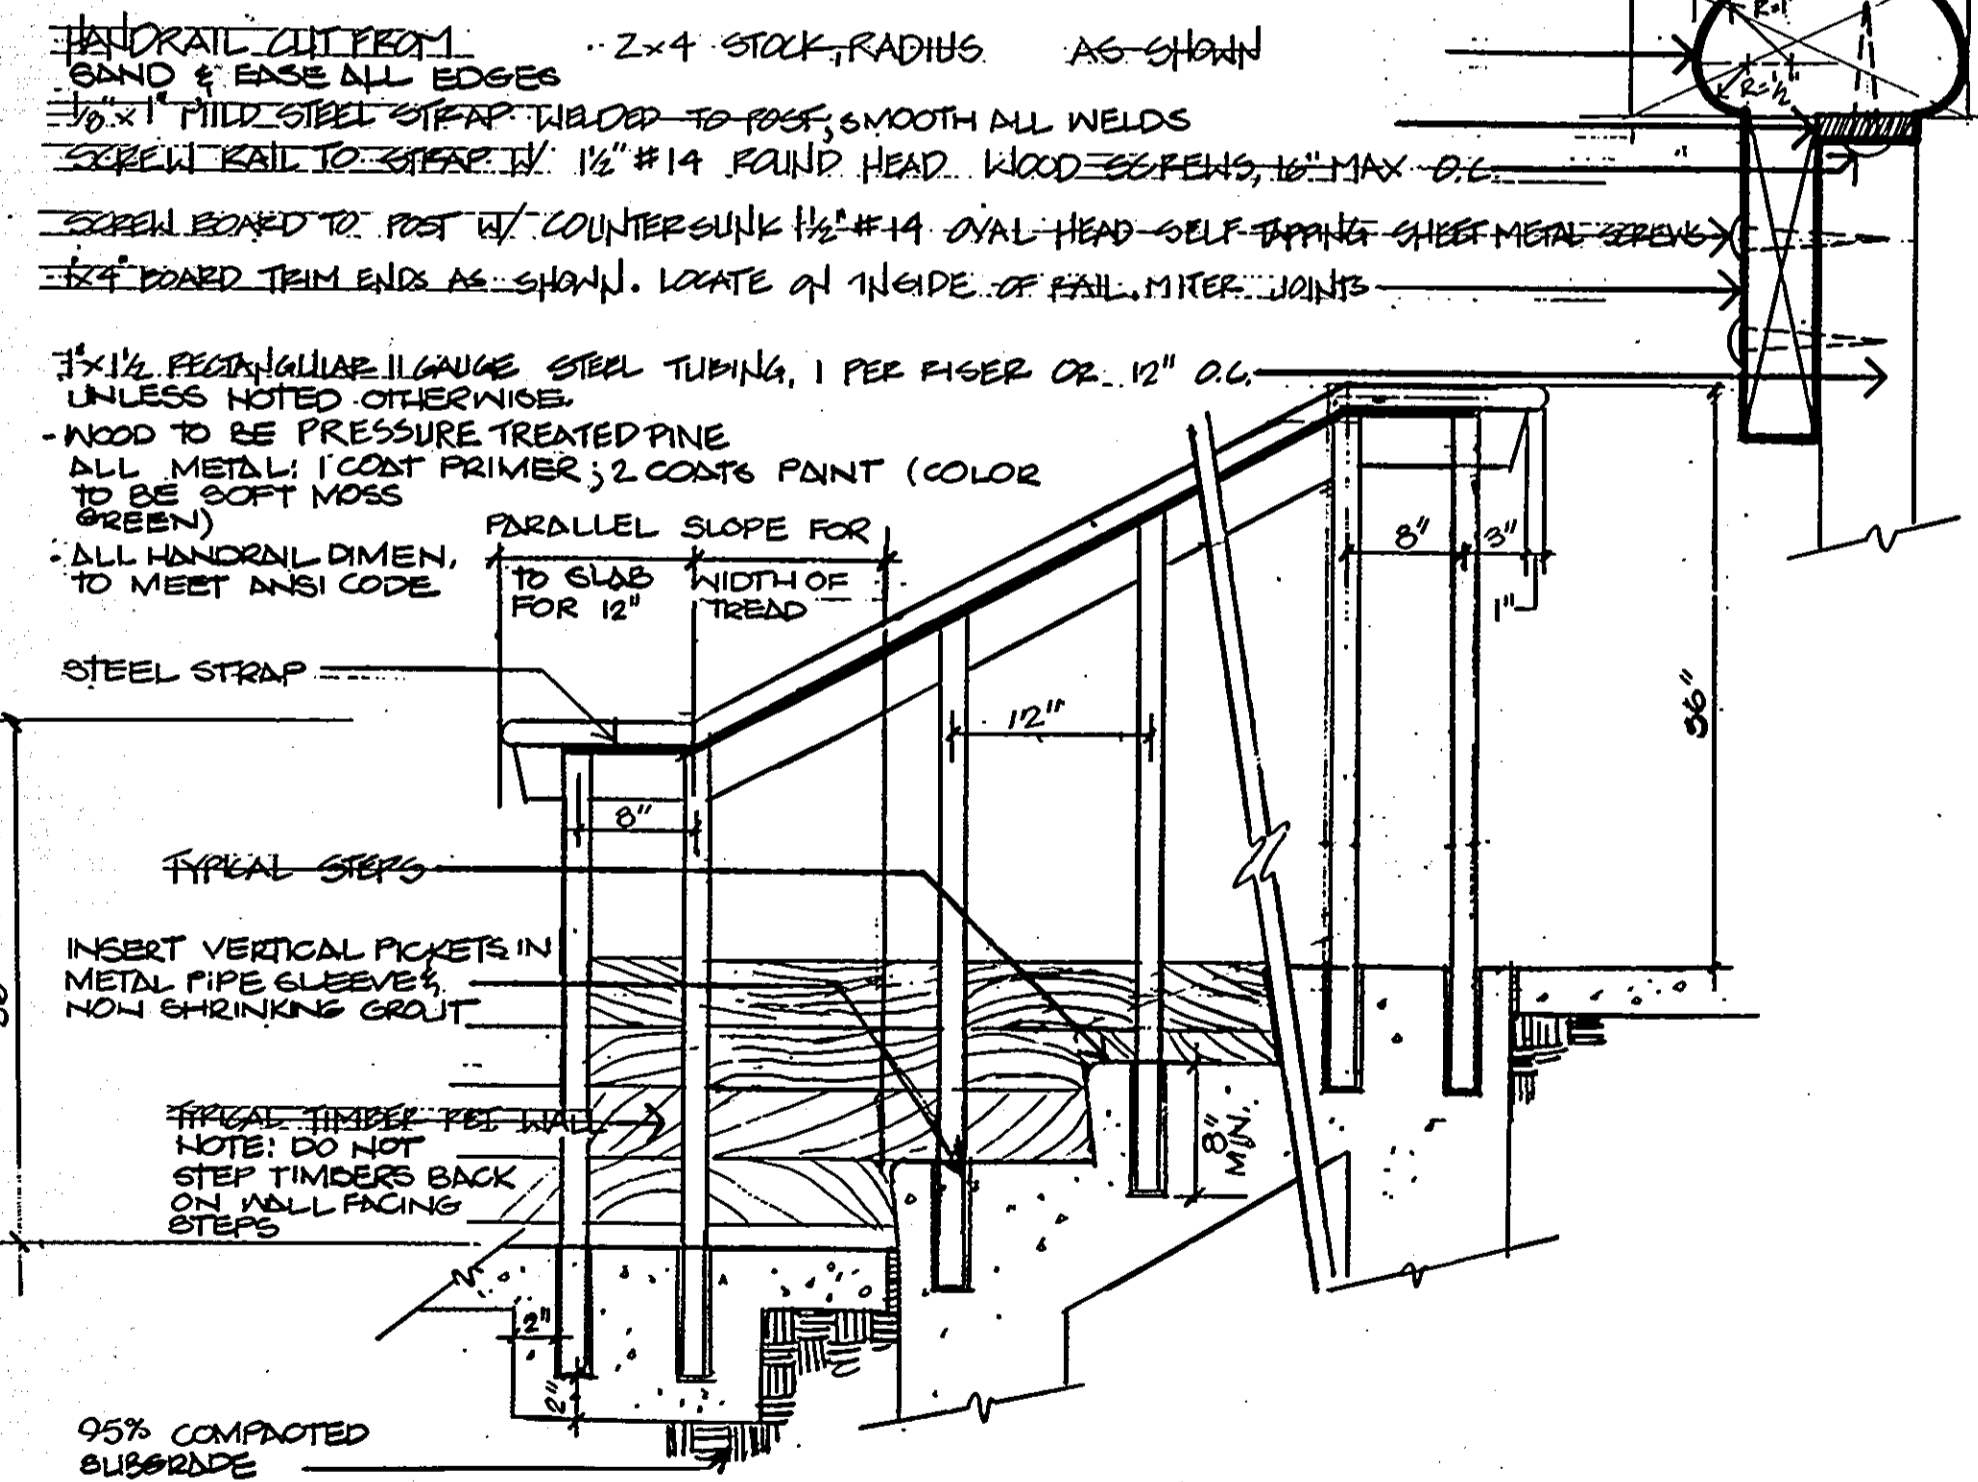 HANDRAIL CUT FROM 2x4 STOCK, RADIUS AS SHOWN
SAND & EASE ALL EDGES
1/8" x 1" MILD STEEL STRAP WELDED TO POST; SMOOTH ALL WELDS
SCREW RAIL TO STRAP W/ 1½" #14 ROUND HEAD WOOD SCREWS, 16" MAX O.C.
SCREW BOARD TO POST W/ COUNTERSUNK 1½" #14 OVAL HEAD SELF TAPPING SHEET METAL SCREWS
1"x4" BOARD TRIM ENDS AS SHOWN. LOCATE ON INSIDE OF RAIL. MITER JOINTS
1"x1½ RECTANGULAR 11 GAUGE STEEL TUBING, 1 PER RISER OR 12" O.C.
UNLESS NOTED OTHERWISE.
- WOOD TO BE PRESSURE TREATED PINE
ALL METAL: 1 COAT PRIMER; 2 COATS PAINT (COLOR
TO BE SOFT MOSS
GREEN)
- ALL HANDRAIL DIMEN.
TO MEET ANSI CODE
R=1"
R=½"
PARALLEL SLOPE FOR
TO SLAB
FOR 12"
WIDTH OF
TREAD
8"
3"
1"
36"
STEEL STRAP
12"
8"
TYPICAL STEPS
INSERT VERTICAL PICKETS IN
METAL PIPE SLEEVE &
NON SHRINKING GROUT
TYPICAL TIMBER RET WALL
NOTE: DO NOT
STEP TIMBERS BACK
ON WALL FACING
STEPS
8"
MIN.
2"
2"
95% COMPACTED
SUBGRADE